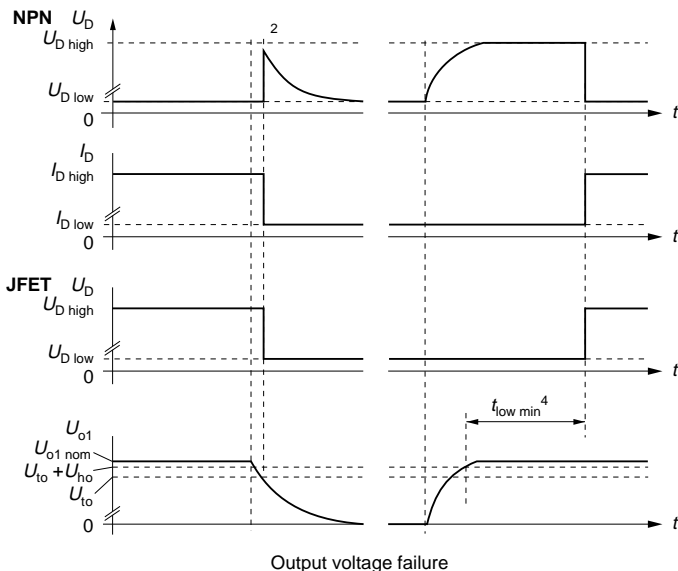 NPN U_D
2
U_D high
U_D low
0
t
I_D
I_D high
I_D low
0
t
JFET U_D
U_D high
U_D low
0
t
t_low min 4
U_o1
U_o1 nom
U_to + U_ho
U_to
0
t
Output voltage failure